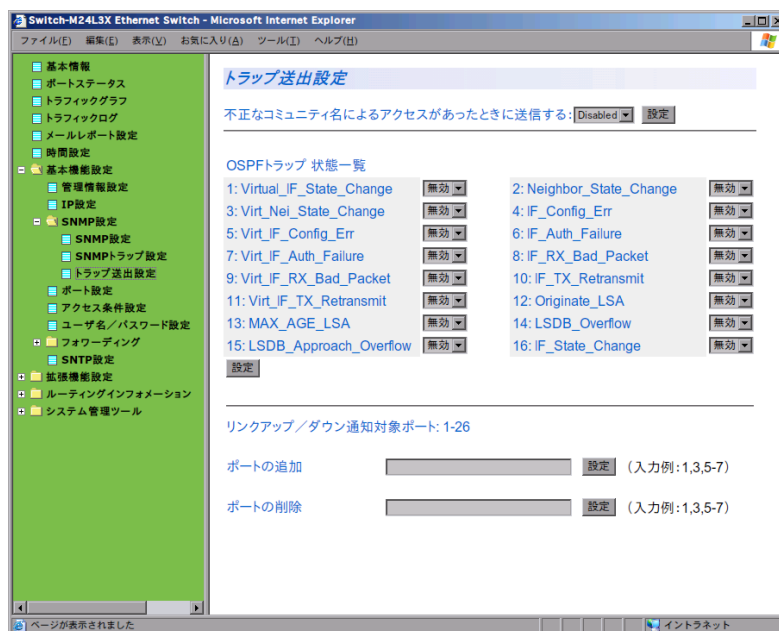 Switch-M24L3X Ethernet Switch - Microsoft Internet Explorer
ファイル(F) 編集(E) 表示(V) お気に入り(A) ツール(T) ヘルプ(H)
基本情報
ポートステータス
トラフィックグラフ
トラフィックログ
メールレポート設定
時間設定
基本機能設定
管理情報設定
IP設定
SNMP設定
SNMP設定
SNMPトラップ設定
トラップ送出設定
ポート設定
アクセス条件設定
ユーザ名/パスワード設定
フォワーディング
SNTP設定
拡張機能設定
ルーティングインフォメーション
システム管理ツール
トラップ送出設定
不正なコミュニティ名によるアクセスがあったときに送信する: Disabled 設定
OSPFトラップ 状態一覧
1: Virtual_IF_State_Change 無効 2: Neighbor_State_Change 無効
3: Virt_Nei_State_Change 無効 4: IF_Config_Err 無効
5: Virt_IF_Config_Err 無効 6: IF_Auth_Failure 無効
7: Virt_IF_Auth_Failure 無効 8: IF_RX_Bad_Packet 無効
9: Virt_IF_RX_Bad_Packet 無効 10: IF_TX_Retransmit 無効
11: Virt_IF_TX_Retransmit 無効 12: Originate_LSA 無効
13: MAX_AGE_LSA 無効 14: LSDB_Overflow 無効
15: LSDB_Approach_Overflow 無効 16: IF_State_Change 無効
設定
リンクアップ/ダウン通知対象ポート: 1-26
ポートの追加 設定 (入力例:1,3,5-7)
ポートの削除 設定 (入力例:1,3,5-7)
ページが表示されました イントラネット